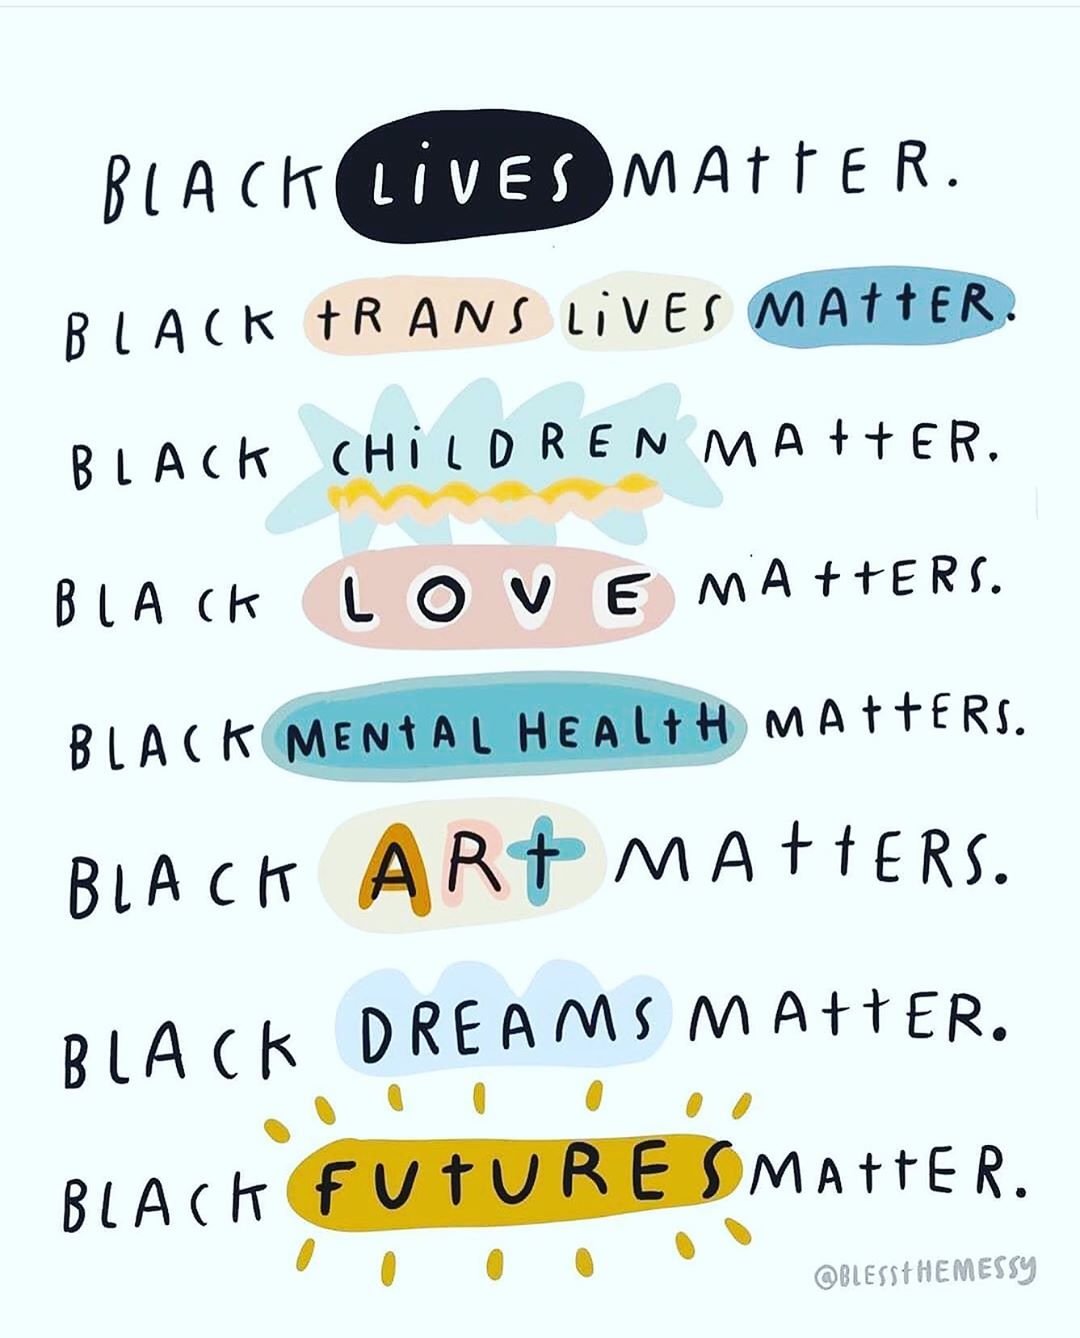 BLACK LiVES MAttER.
BLACK tRANS LiVES MAttER.
BLACK CHiLDREN MAttER.
BLACK LOVE MAttERS.
BLACK MENtAL HEALtH MAttERS.
BLACK ARt MAttERS.
BLACK DREAMS MAttER.
BLACK FUtURES MAttER.
@BLESStHEMESSY